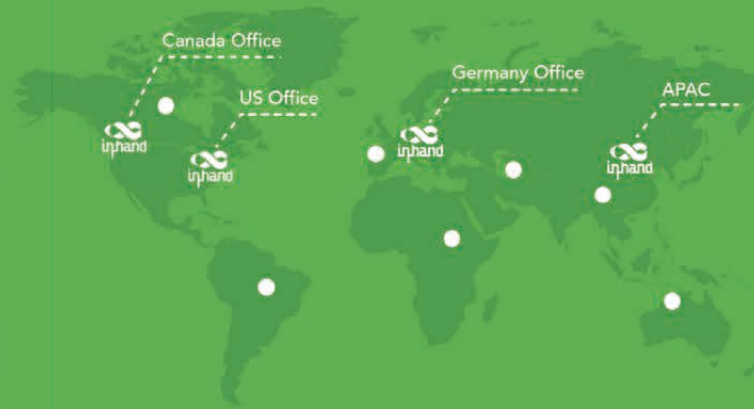 Canada Office
US Office
Germany Office
APAC
inhand
inhand
inhand
inhand